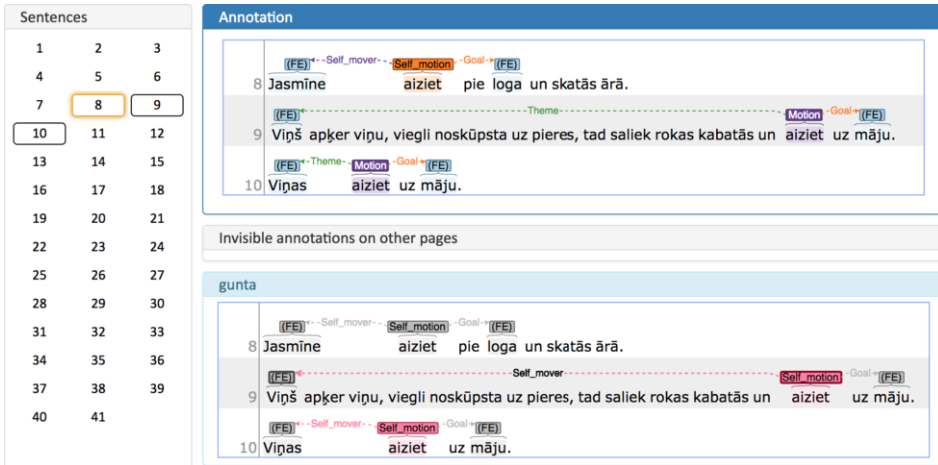 Sentences
1 2 3
4 5 6
7 8 9
10 11 12
13 14 15
16 17 18
19 20 21
22 23 24
25 26 27
28 29 30
31 32 33
34 35 36
37 38 39
40 41
Annotation
(FE) Self_mover Self_motion Goal (FE)
8 Jasmīne aiziet pie loga un skatās ārā.
(FE) Theme Motion Goal (FE)
9 Viņš apķer viņu, viegli noskūpsta uz pieres, tad saliek rokas kabatās un aiziet uz māju.
(FE) Theme Motion Goal (FE)
10 Viņas aiziet uz māju.
Invisible annotations on other pages
gunta
(FE) Self_mover Self_motion Goal (FE)
8 Jasmīne aiziet pie loga un skatās ārā.
(FE) Self_mover Self_motion Goal (FE)
9 Viņš apķer viņu, viegli noskūpsta uz pieres, tad saliek rokas kabatās un aiziet uz māju.
(FE) Self_mover Self_motion Goal (FE)
10 Viņas aiziet uz māju.